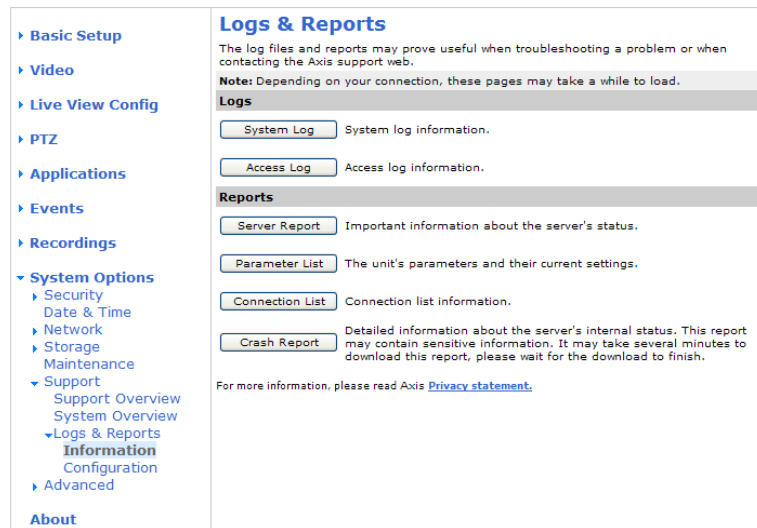 Basic Setup
Video
Live View Config
PTZ
Applications
Events
Recordings
System Options
Security
Date & Time
Network
Storage
Maintenance
Support
Support Overview
System Overview
Logs & Reports
Information
Configuration
Advanced
About
Logs & Reports
The log files and reports may prove useful when troubleshooting a problem or when
contacting the Axis support web.
Note: Depending on your connection, these pages may take a while to load.
Logs
System Log System log information.
Access Log Access log information.
Reports
Server Report Important information about the server's status.
Parameter List The unit's parameters and their current settings.
Connection List Connection list information.
Crash Report Detailed information about the server's internal status. This report
may contain sensitive information. It may take several minutes to
download this report, please wait for the download to finish.
For more information, please read Axis Privacy statement.